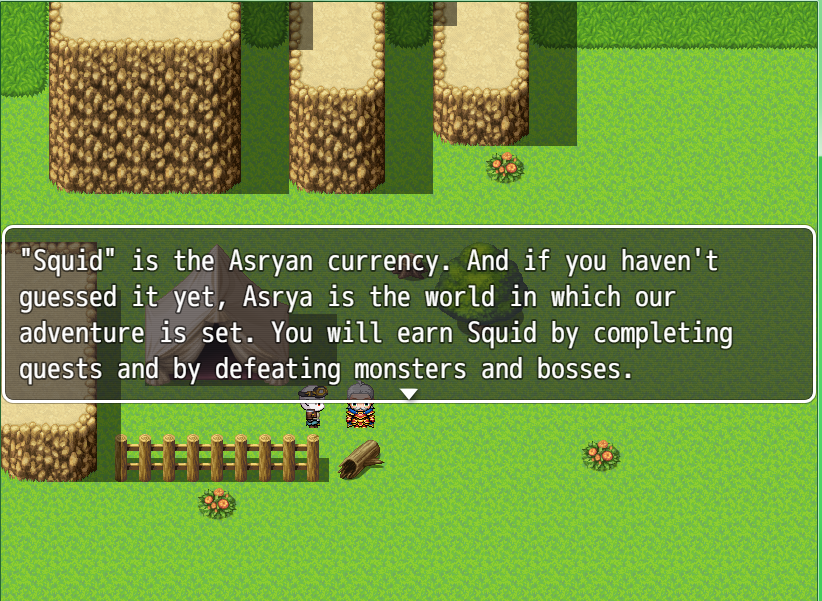 "Squid" is the Asryan currency. And if you haven't
guessed it yet, Asrya is the world in which our
adventure is set. You will earn Squid by completing
quests and by defeating monsters and bosses.